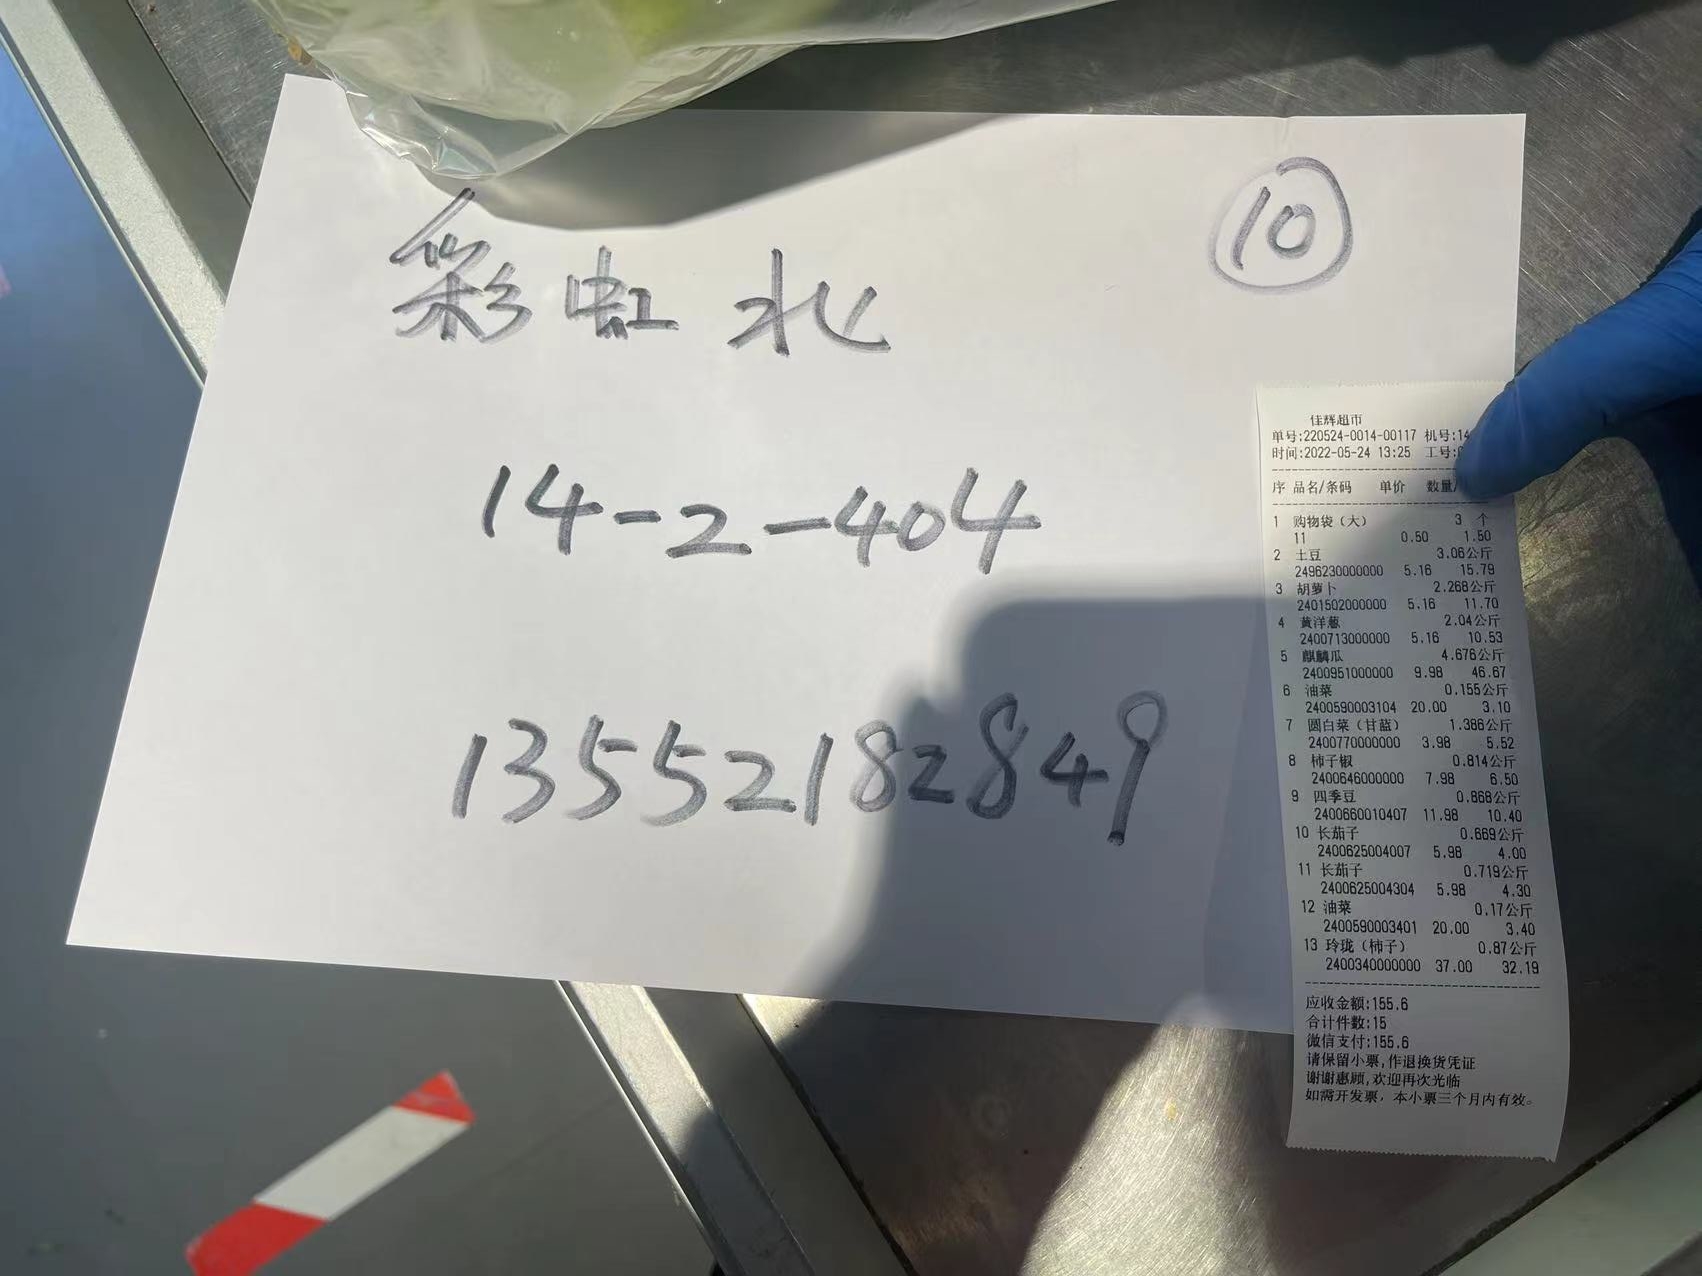 ⑩
彩虹北
14-2-404
13552182849
佳辉超市
单号:220524-0014-00117 机号:14
时间:2022-05-24 13:25 工号:
序 品名/条码 单价 数量/
1 购物袋(大) 3 个
11 0.50 1.50
2 土豆 3.06公斤
2496230000000 5.16 15.79
3 胡萝卜 2.268公斤
2401502000000 5.16 11.70
4 黄洋葱 2.04公斤
2400713000000 5.16 10.53
5 麒麟瓜 4.676公斤
2400951000000 9.98 46.67
6 油菜 0.155公斤
2400590003104 20.00 3.10
7 圆白菜(甘蓝) 1.386公斤
2400770000000 3.98 5.52
8 柿子椒 0.814公斤
2400646000000 7.98 6.50
9 四季豆 0.868公斤
2400660010407 11.98 10.40
10 长茄子 0.669公斤
2400625004007 5.98 4.00
11 长茄子 0.719公斤
2400625004304 5.98 4.30
12 油菜 0.17公斤
2400590003401 20.00 3.40
13 玲珑(柿子) 0.87公斤
2400340000000 37.00 32.19
应收金额:155.6
合计件数:15
微信支付:155.6
请保留小票,作退换货凭证
谢谢惠顾,欢迎再次光临
如需开发票，本小票三个月内有效。